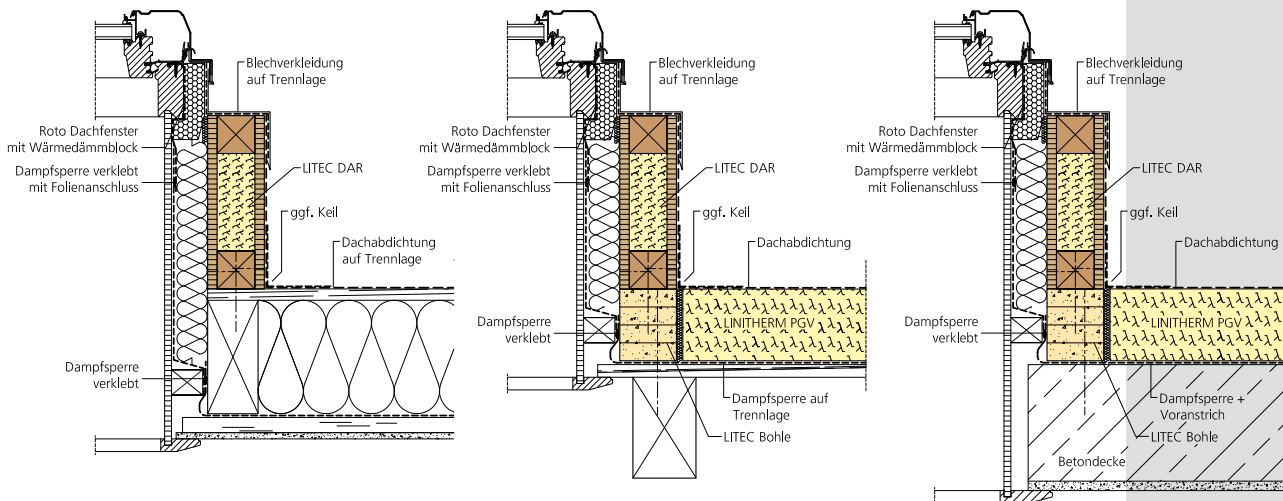 Blechverkleidung
auf Trennlage
Roto Dachfenster
mit Wärmedämmblock
Dampfsperre verklebt
mit Folienanschluss
LITEC DAR
ggf. Keil
Dachabdichtung
auf Trennlage
Dampfsperre
verklebt
Blechverkleidung
auf Trennlage
Roto Dachfenster
mit Wärmedämmblock
Dampfsperre verklebt
mit Folienanschluss
LITEC DAR
ggf. Keil
Dachabdichtung
LINITHERM PGV
Dampfsperre
verklebt
Dampfsperre auf
Trennlage
LITEC Bohle
Blechverkleidung
auf Trennlage
Roto Dachfenster
mit Wärmedämmblock
Dampfsperre verklebt
mit Folienanschluss
LITEC DAR
ggf. Keil
Dachabdichtung
LINITHERM PGV
Dampfsperre
verklebt
Dampfsperre +
Voranstrich
LITEC Bohle
Betondecke